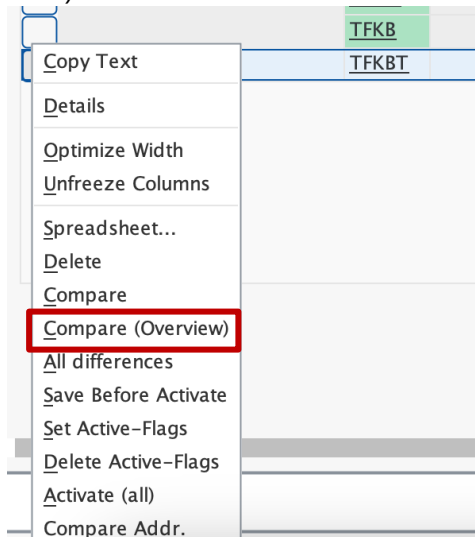 TFKB
TFKBT
Copy Text
Details
Optimize Width
Unfreeze Columns
Spreadsheet...
Delete
Compare
Compare (Overview)
All differences
Save Before Activate
Set Active-Flags
Delete Active-Flags
Activate (all)
Compare Addr.